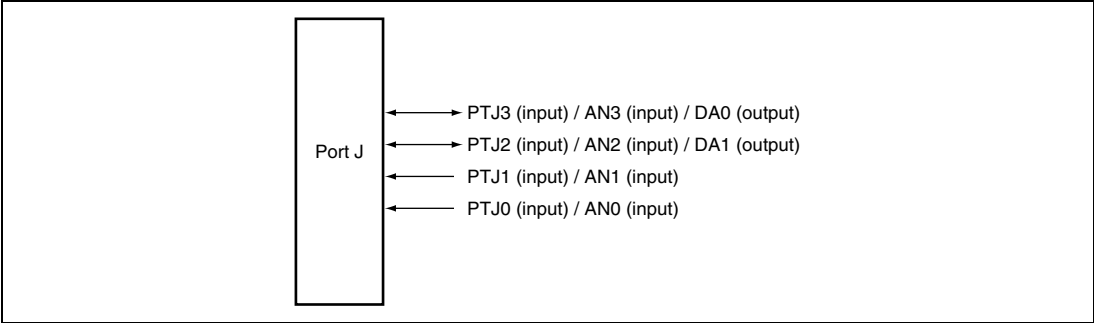 Port J
PTJ3 (input) / AN3 (input) / DA0 (output)
PTJ2 (input) / AN2 (input) / DA1 (output)
PTJ1 (input) / AN1 (input)
PTJ0 (input) / AN0 (input)